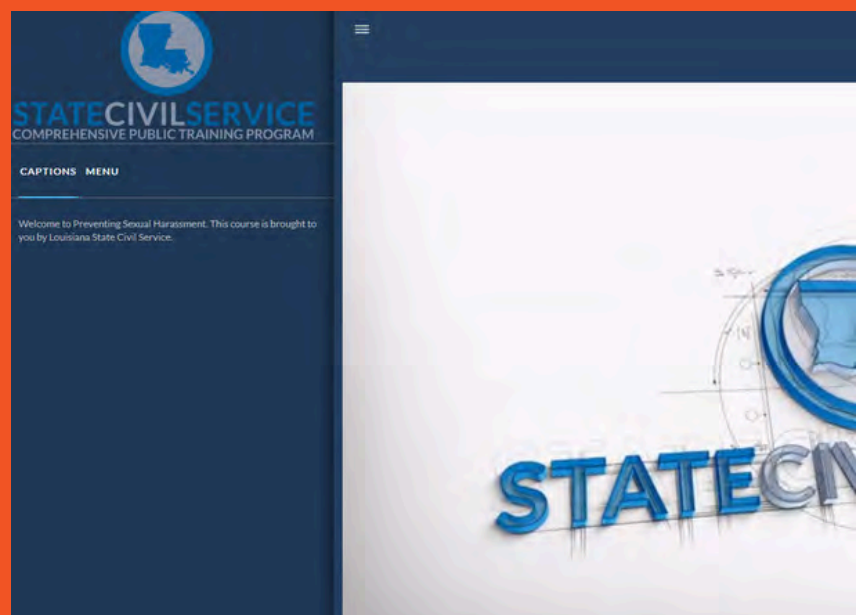 STATECIVILSERVICE
COMPREHENSIVE PUBLIC TRAINING PROGRAM
CAPTIONS MENU
Welcome to Preventing Sexual Harassment. This course is brought to
you by Louisiana State Civil Service.
STATECIV